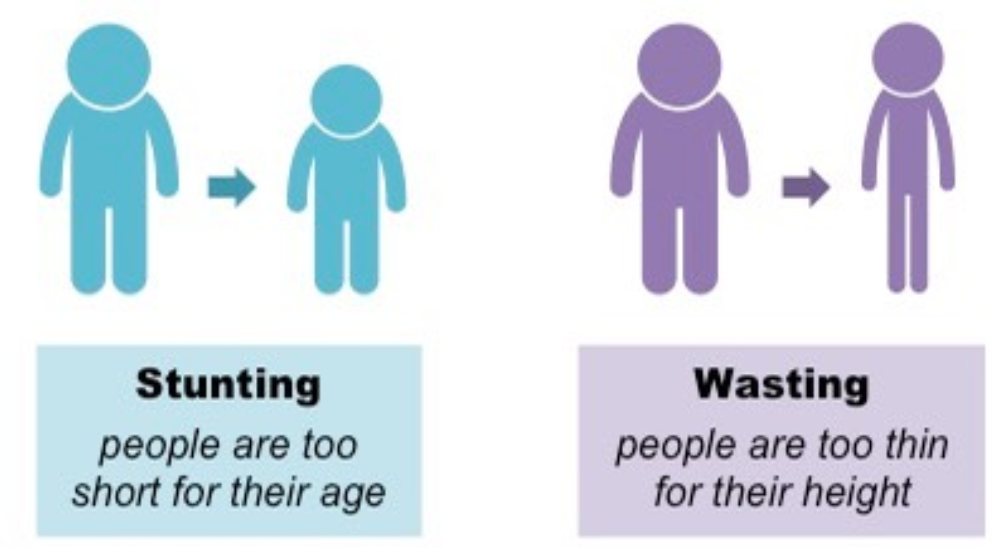 Stunting
people are too
short for their age
Wasting
people are too thin
for their height